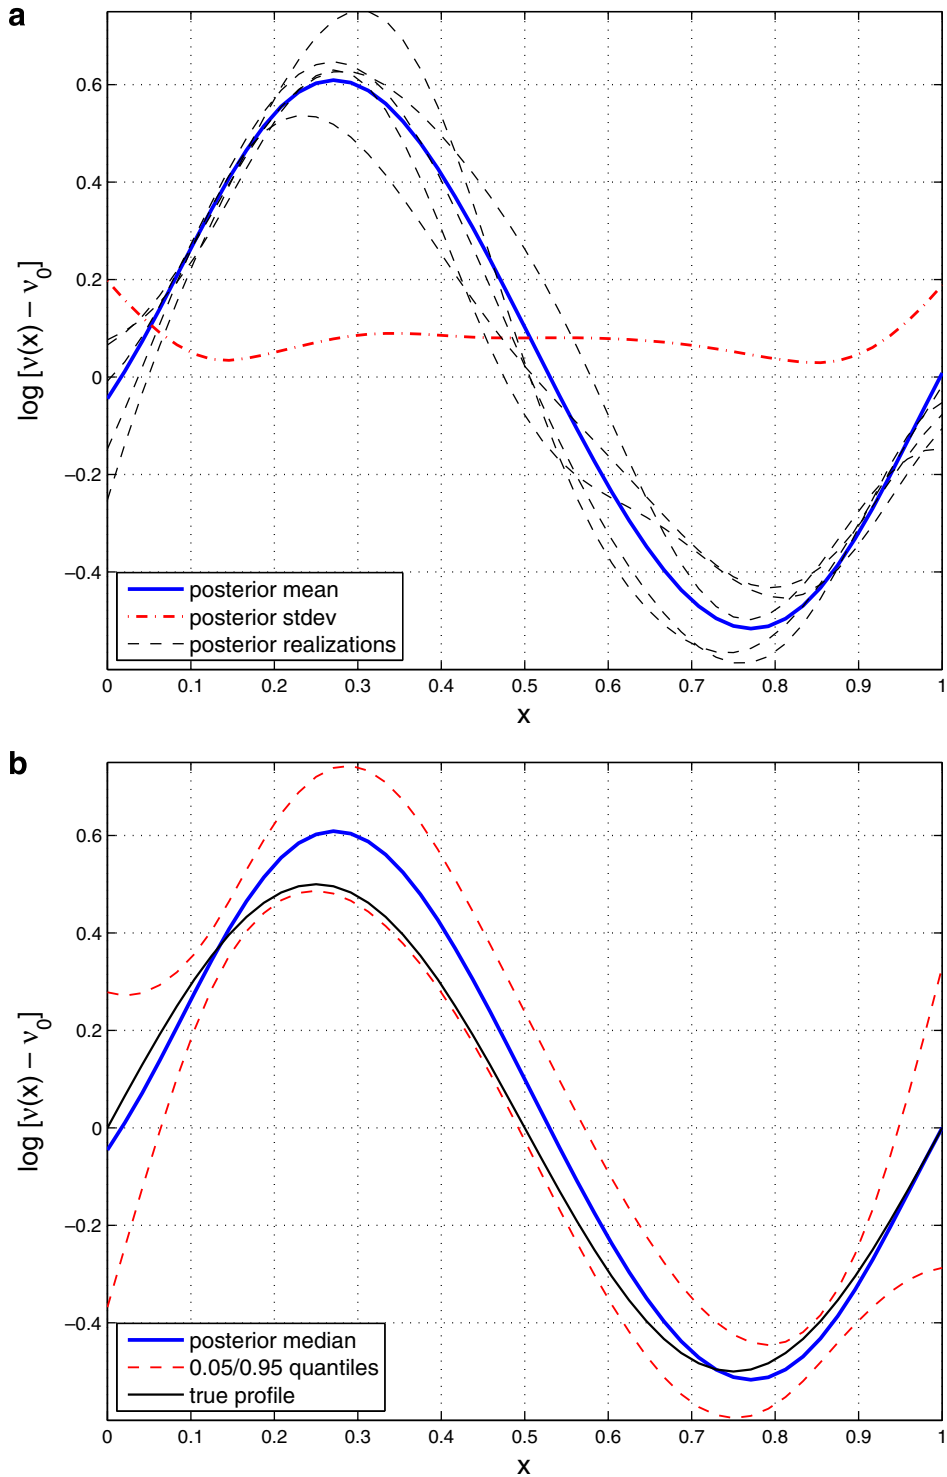 a
0.6
0.4
0.2
0
−0.2
−0.4
log [ν(x) − ν0]
posterior mean
posterior stdev
posterior realizations
0 0.1 0.2 0.3 0.4 0.5 0.6 0.7 0.8 0.9 1
x
b
0.6
0.4
0.2
0
−0.2
−0.4
log [ν(x) − ν0]
posterior median
0.05/0.95 quantiles
true profile
0 0.1 0.2 0.3 0.4 0.5 0.6 0.7 0.8 0.9 1
x